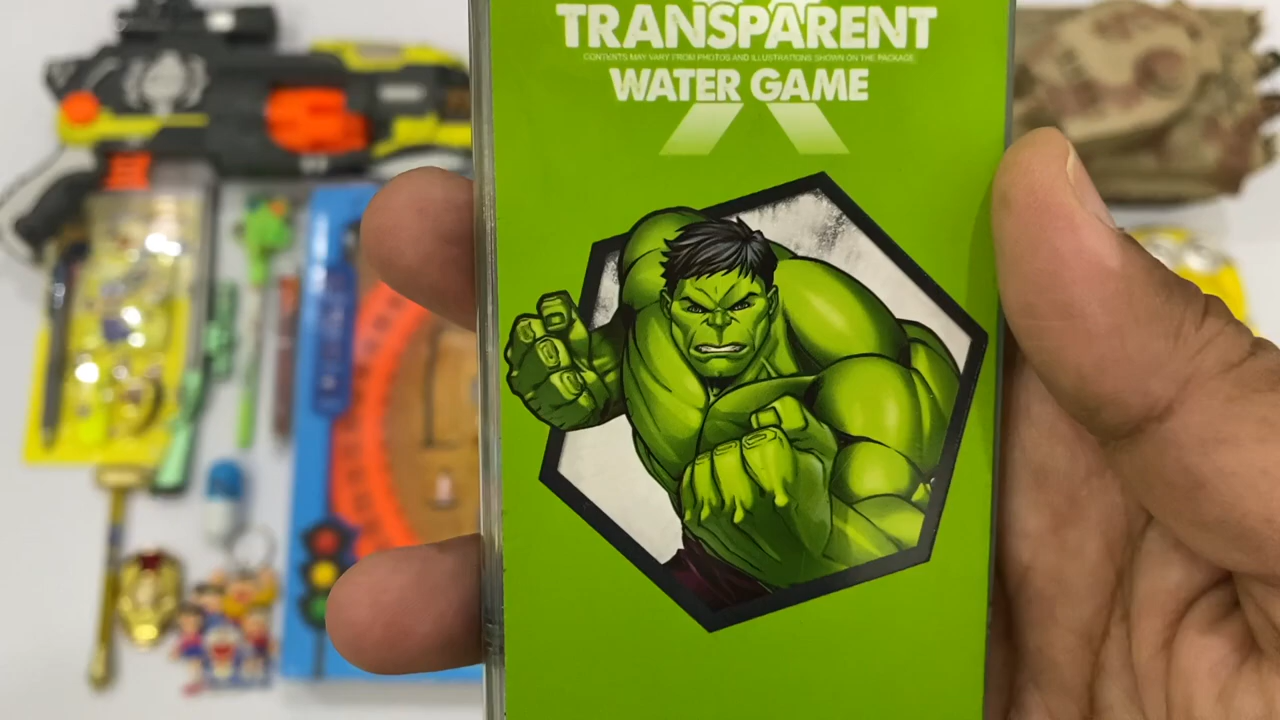 TRANSPARENT
CONTENTS MAY VARY FROM PHOTOS AND ILLUSTRATIONS SHOWN ON THE PACKAGE
WATER GAME